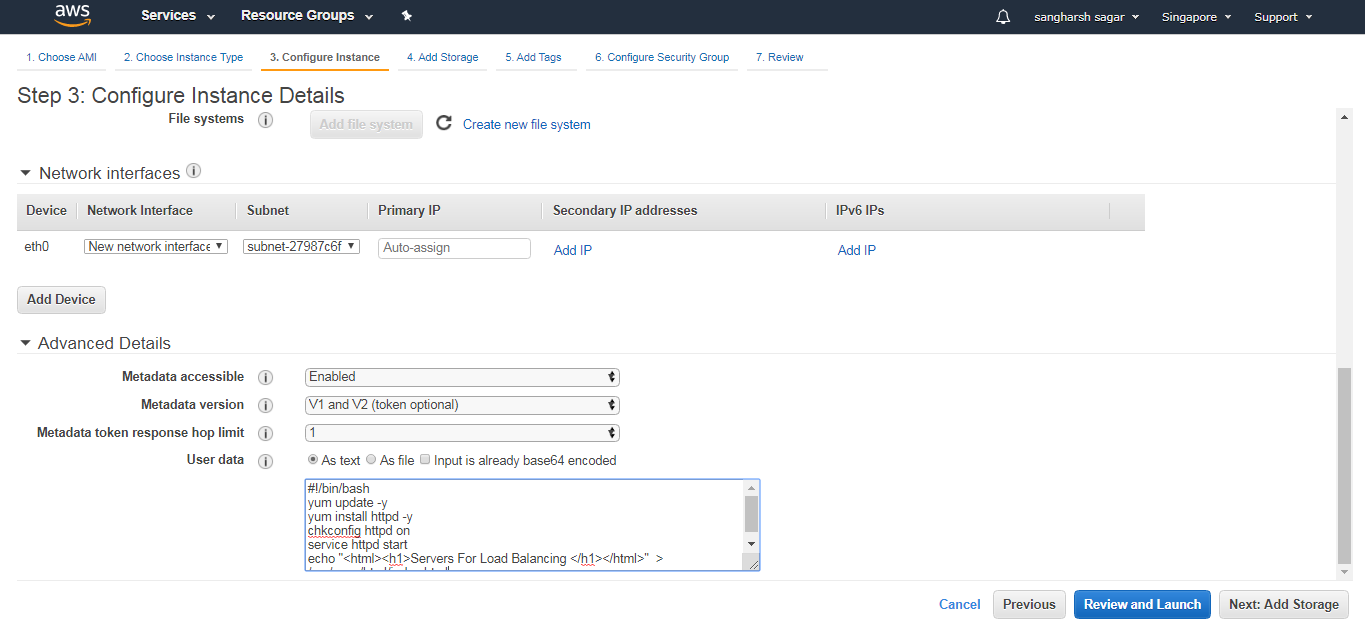 aws Services Resource Groups sangharsh sagar Singapore Support
1. Choose AMI 2. Choose Instance Type 3. Configure Instance 4. Add Storage 5. Add Tags 6. Configure Security Group 7. Review
Step 3: Configure Instance Details
File systems i Add file system Create new file system
Network interfaces i
Device Network Interface Subnet Primary IP Secondary IP addresses IPv6 IPs
eth0 New network interface subnet-27987c6f Auto-assign Add IP Add IP
Add Device
Advanced Details
Metadata accessible i Enabled
Metadata version i V1 and V2 (token optional)
Metadata token response hop limit i 1
User data i As text As file Input is already base64 encoded
#!/bin/bash
yum update -y
yum install httpd -y
chkconfig httpd on
service httpd start
echo "<html><h1>Servers For Load Balancing </h1></html>" >
Cancel Previous Review and Launch Next: Add Storage